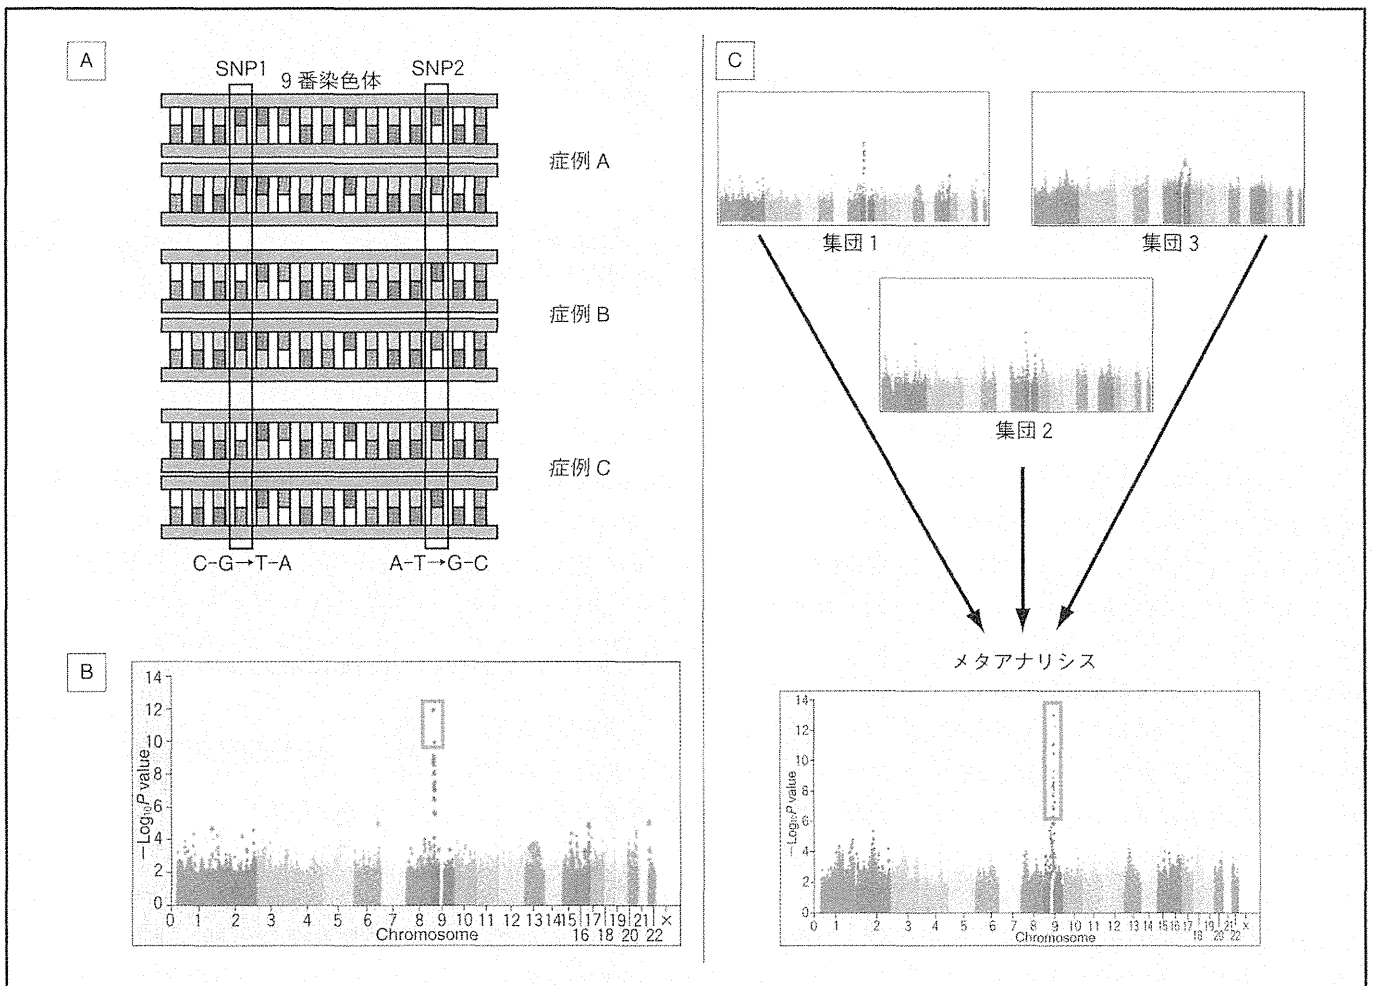 A
SNP1
SNP2
9番染色体
症例 A
症例 B
症例 C
C-G→T-A
A-T→G-C
B
14
12
10
8
6
4
2
0
−Log₁₀P value
0 1 2 3 4 5 6 7 8 9 10 11 12 13 14 15 17 19 21 ×
16 18 20 22
Chromosome
C
集団 1
集団 3
集団 2
メタアナリシス
14
12
10
8
6
4
2
0
−Log₁₀P value
0 1 2 3 4 5 6 7 8 9 10 11 12 13 14 15 16 17 19 21 ×
18 20 22
Chromosome